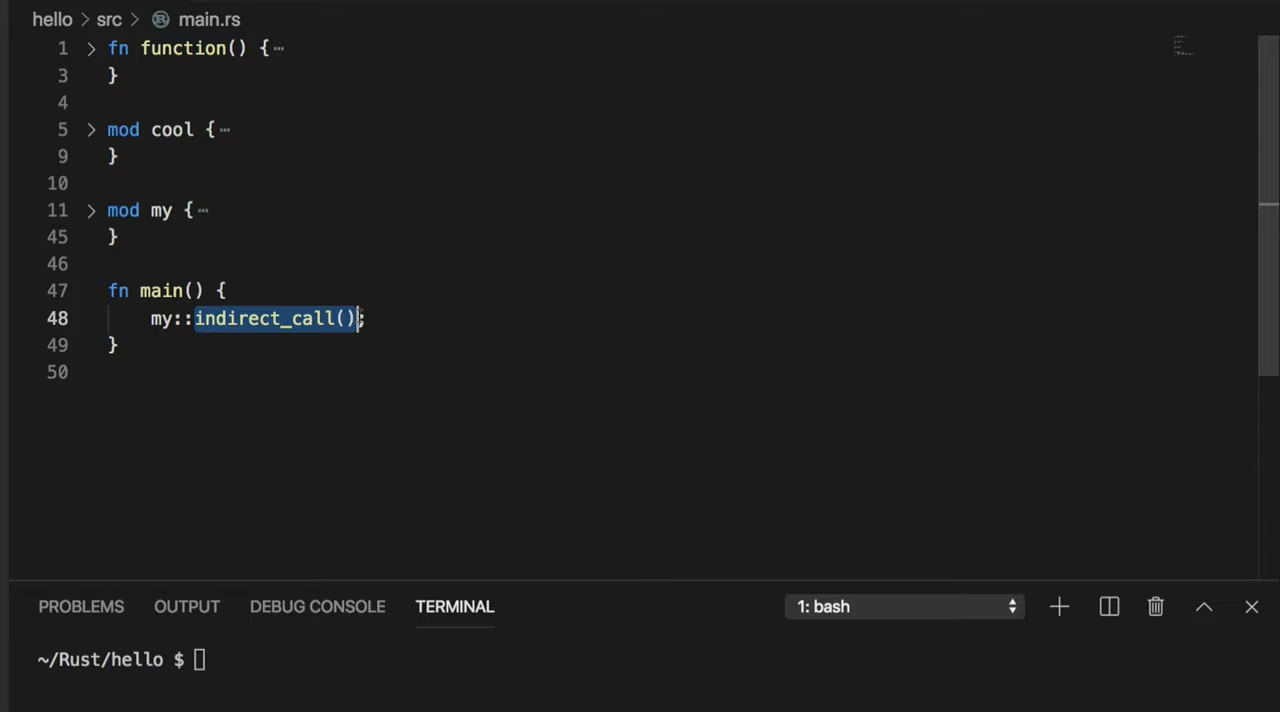 hello > src > main.rs
1 > fn function() {⋯
3 }
4
5 > mod cool {⋯
9 }
10
11 > mod my {⋯
45 }
46
47 fn main() {
48 my::indirect_call();
49 }
50
PROBLEMS OUTPUT DEBUG CONSOLE TERMINAL 1: bash
~/Rust/hello $